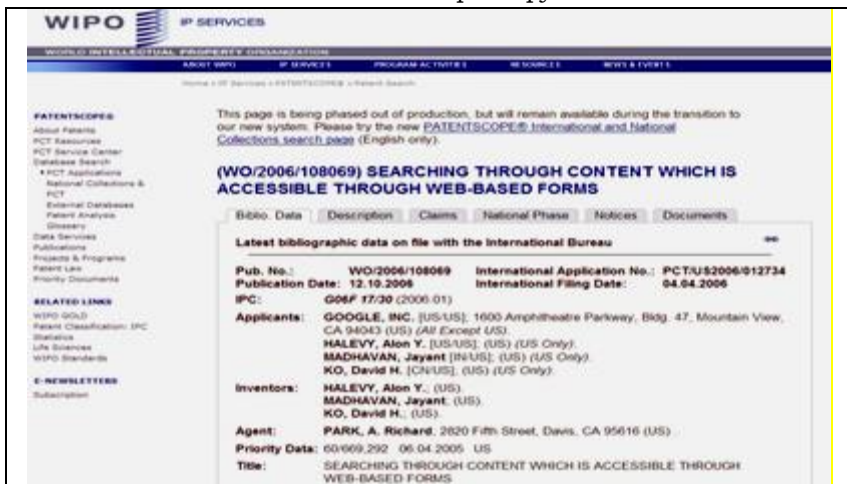 WIPO
IP SERVICES
WORLD INTELLECTUAL PROPERTY ORGANIZATION
ABOUT WIPO IP SERVICES PROGRAM ACTIVITIES RESOURCES NEWS & EVENTS
Home > IP Services > PATENTSCOPE® > Patent Search
PATENTSCOPE®
About Patents
PCT Resources
PCT Service Center
Database Search
PCT Applications
National Collections &
PCT
External Databases
Patent Analysis
Glossary
Data Services
Publications
Projects & Programs
Patent Law
Priority Documents
RELATED LINKS
WIPO GOLD
Patent Classification: IPC
Statistics
Life Sciences
WIPO Standards
E-NEWSLETTERS
Subscription
This page is being phased out of production, but will remain available during the transition to
our new system. Please try the new PATENTSCOPE® International and National
Collections search page (English only).
(WO/2006/108069) SEARCHING THROUGH CONTENT WHICH IS
ACCESSIBLE THROUGH WEB-BASED FORMS
Biblio. Data Description Claims National Phase Notices Documents
Latest bibliographic data on file with the International Bureau
Pub. No.: WO/2006/108069 International Application No.: PCT/US2006/012734
Publication Date: 12.10.2006 International Filing Date: 04.04.2006
IPC: G06F 17/30 (2006.01)
Applicants: GOOGLE, INC. [US/US]; 1600 Amphitheatre Parkway, Bldg. 47, Mountain View,
CA 94043 (US) (All Except US).
HALEVY, Alon Y. [US/US]; (US) (US Only).
MADHAVAN, Jayant [IN/US]; (US) (US Only).
KO, David H. [CN/US]; (US) (US Only).
Inventors: HALEVY, Alon Y.; (US).
MADHAVAN, Jayant; (US).
KO, David H.; (US).
Agent: PARK, A. Richard; 2820 Fifth Street, Davis, CA 95616 (US)
Priority Data: 60/669,292 06.04.2005 US
Title: SEARCHING THROUGH CONTENT WHICH IS ACCESSIBLE THROUGH
WEB-BASED FORMS